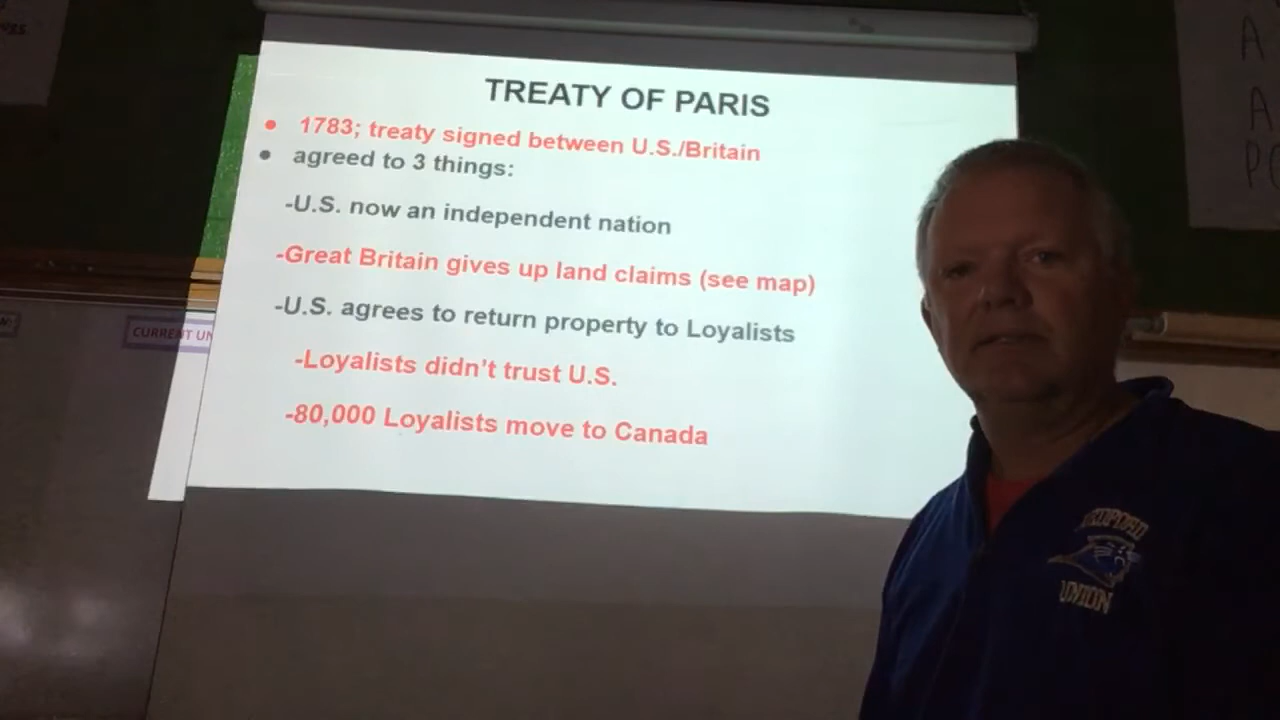 TREATY OF PARIS
• 1783; treaty signed between U.S./Britain
• agreed to 3 things:
-U.S. now an independent nation
-Great Britain gives up land claims (see map)
-U.S. agrees to return property to Loyalists
-Loyalists didn't trust U.S.
-80,000 Loyalists move to Canada
CURRENT UN
UNION